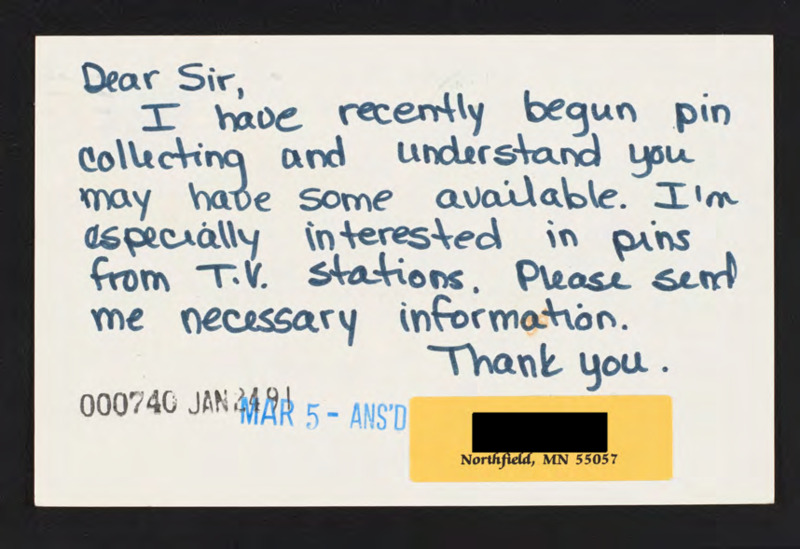 Dear Sir,
I have recently begun pin
collecting and understand you
may have some available. I'm
especially interested in pins
from T.V. stations. Please send
me necessary information.
Thank you.
000740 JAN 24 91
MAR 5 - ANS'D
Northfield, MN 55057